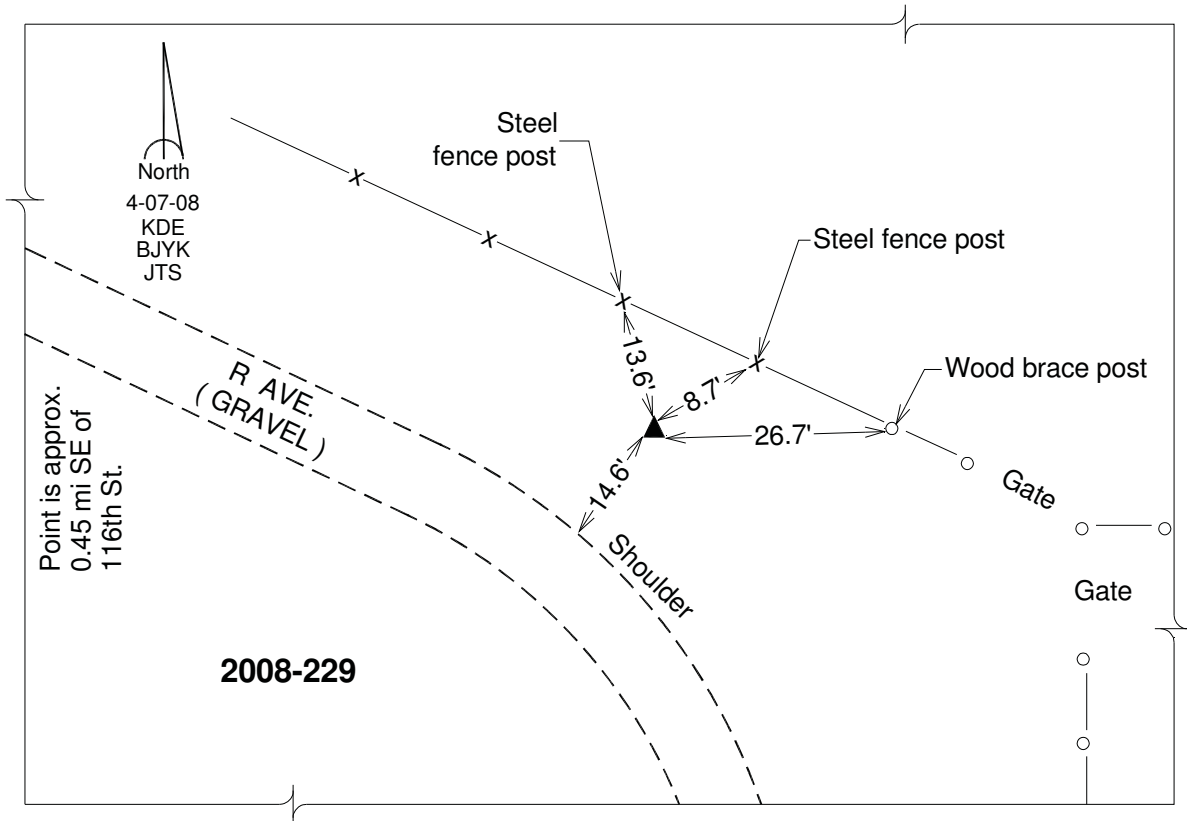 North
4-07-08
KDE
BJYK
JTS
Steel
fence post
Steel fence post
Wood brace post
13.6'
8.7'
26.7'
14.6'
R AVE.
( GRAVEL )
Shoulder
Gate
Gate
Point is approx.
0.45 mi SE of
116th St.
2008-229